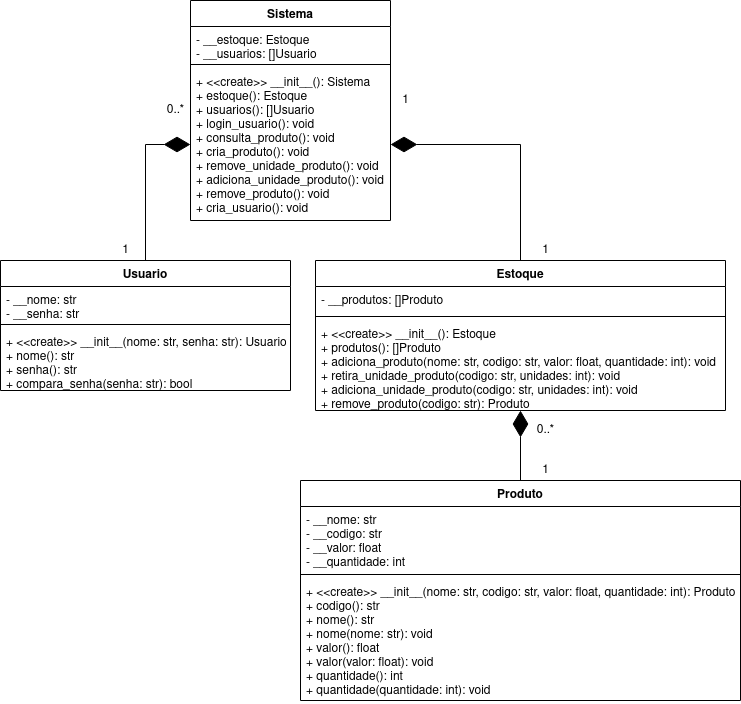 Sistema
- __estoque: Estoque
- __usuarios: []Usuario
+ <<create>> __init__(): Sistema
+ estoque(): Estoque
+ usuarios(): []Usuario
+ login_usuario(): void
+ consulta_produto(): void
+ cria_produto(): void
+ remove_unidade_produto(): void
+ adiciona_unidade_produto(): void
+ remove_produto(): void
+ cria_usuario(): void
0..*
1
1
1
Usuario
- __nome: str
- __senha: str
+ <<create>> __init__(nome: str, senha: str): Usuario
+ nome(): str
+ senha(): str
+ compara_senha(senha: str): bool
Estoque
- __produtos: []Produto
+ <<create>> __init__(): Estoque
+ produtos(): []Produto
+ adiciona_produto(nome: str, codigo: str, valor: float, quantidade: int): void
+ retira_unidade_produto(codigo: str, unidades: int): void
+ adiciona_unidade_produto(codigo: str, unidades: int): void
+ remove_produto(codigo: str): Produto
0..*
1
Produto
- __nome: str
- __codigo: str
- __valor: float
- __quantidade: int
+ <<create>> __init__(nome: str, codigo: str, valor: float, quantidade: int): Produto
+ codigo(): str
+ nome(): str
+ nome(nome: str): void
+ valor(): float
+ valor(valor: float): void
+ quantidade(): int
+ quantidade(quantidade: int): void